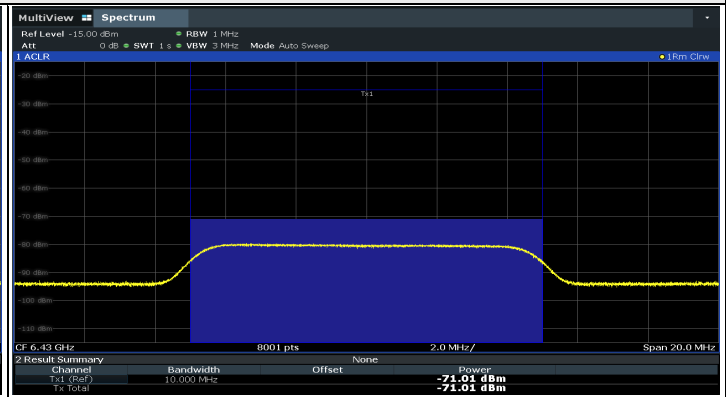 MultiView Spectrum
Ref Level -15.00 dBm RBW 1 MHz
Att 0 dB SWT 1 s VBW 3 MHz Mode Auto Sweep
1 ACLR 1Rm Clrw
-20 dBm
Tx1
-30 dBm
-40 dBm
-50 dBm
-60 dBm
-70 dBm
-80 dBm
-90 dBm
-100 dBm
-110 dBm
CF 6.43 GHz 8001 pts 2.0 MHz/ Span 20.0 MHz
2 Result Summary None
Channel Bandwidth Offset Power
Tx1 (Ref) 10.000 MHz -71.01 dBm
Tx Total -71.01 dBm